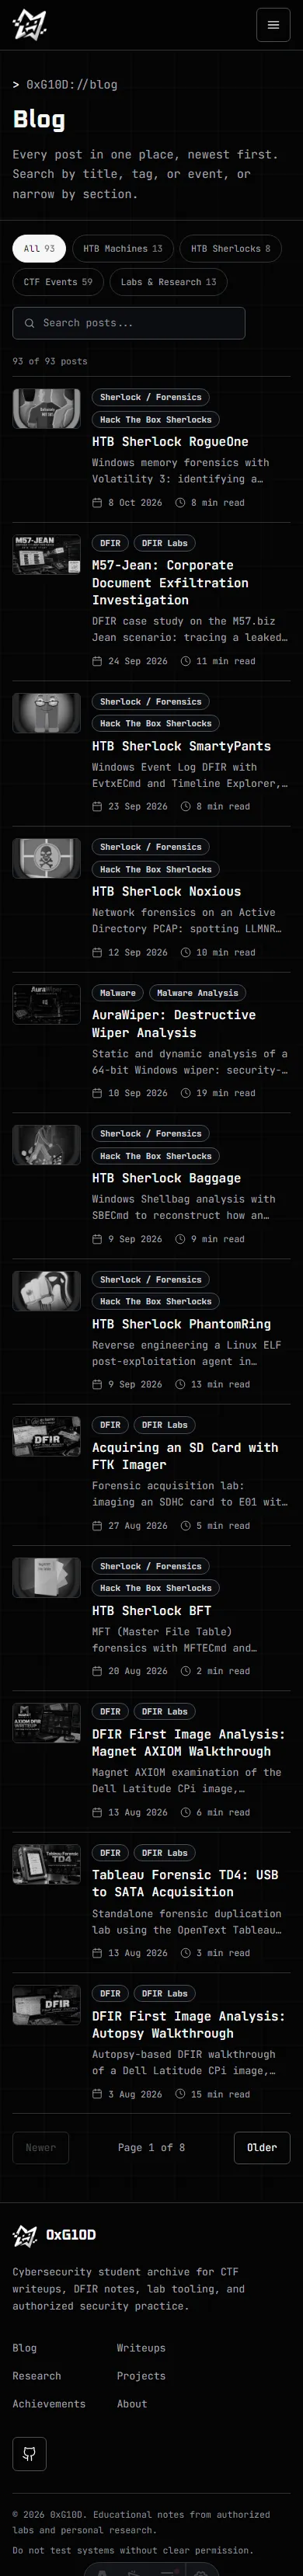 > 0xG10D://blog
Blog
Every post in one place, newest first.
Search by title, tag, or event, or
narrow by section.
All 93
HTB Machines 13
HTB Sherlocks 8
CTF Events 59
Labs & Research 13
Search posts...
93 of 93 posts
Sherlock / Forensics
Hack The Box Sherlocks
HTB Sherlock RogueOne
Windows memory forensics with
Volatility 3: identifying a…
8 Oct 2026
8 min read
M57-JEAN
DFIR
DFIR Labs
M57-Jean: Corporate
Document Exfiltration
Investigation
DFIR case study on the M57.biz
Jean scenario: tracing a leaked…
24 Sep 2026
11 min read
Sherlock / Forensics
Hack The Box Sherlocks
HTB Sherlock SmartyPants
Windows Event Log DFIR with
EvtxECmd and Timeline Explorer,…
23 Sep 2026
8 min read
Sherlock / Forensics
Hack The Box Sherlocks
HTB Sherlock Noxious
Network forensics on an Active
Directory PCAP: spotting LLMNR…
12 Sep 2026
10 min read
AuraWiper
Malware
Malware Analysis
AuraWiper: Destructive
Wiper Analysis
Static and dynamic analysis of a
64-bit Windows wiper: security-…
10 Sep 2026
19 min read
Sherlock / Forensics
Hack The Box Sherlocks
HTB Sherlock Baggage
Windows Shellbag analysis with
SBECmd to reconstruct how an…
9 Sep 2026
9 min read
Sherlock / Forensics
Hack The Box Sherlocks
HTB Sherlock PhantomRing
Reverse engineering a Linux ELF
post-exploitation agent in…
9 Sep 2026
13 min read
DFIR
DFIR
DFIR Labs
Acquiring an SD Card with
FTK Imager
Forensic acquisition lab:
imaging an SDHC card to E01 wit…
27 Aug 2026
5 min read
Sherlock / Forensics
Hack The Box Sherlocks
HTB Sherlock BFT
MFT (Master File Table)
forensics with MFTECmd and…
20 Aug 2026
2 min read
DFIR
DFIR Labs
DFIR First Image Analysis:
Magnet AXIOM Walkthrough
Magnet AXIOM examination of the
Dell Latitude CPi image,…
13 Aug 2026
6 min read
Tableau Forensic
TD4
DFIR
DFIR Labs
Tableau Forensic TD4: USB
to SATA Acquisition
Standalone forensic duplication
lab using the OpenText Tableau…
13 Aug 2026
3 min read
DFIR
DFIR
DFIR Labs
DFIR First Image Analysis:
Autopsy Walkthrough
Autopsy-based DFIR walkthrough
of a Dell Latitude CPi image,…
3 Aug 2026
15 min read
Newer
Page 1 of 8
Older
0xG10D
Cybersecurity student archive for CTF
writeups, DFIR notes, lab tooling, and
authorized security practice.
Blog
Writeups
Research
Projects
Achievements
About
© 2026 0xG10D. Educational notes from authorized
labs and personal research.
Do not test systems without clear permission.